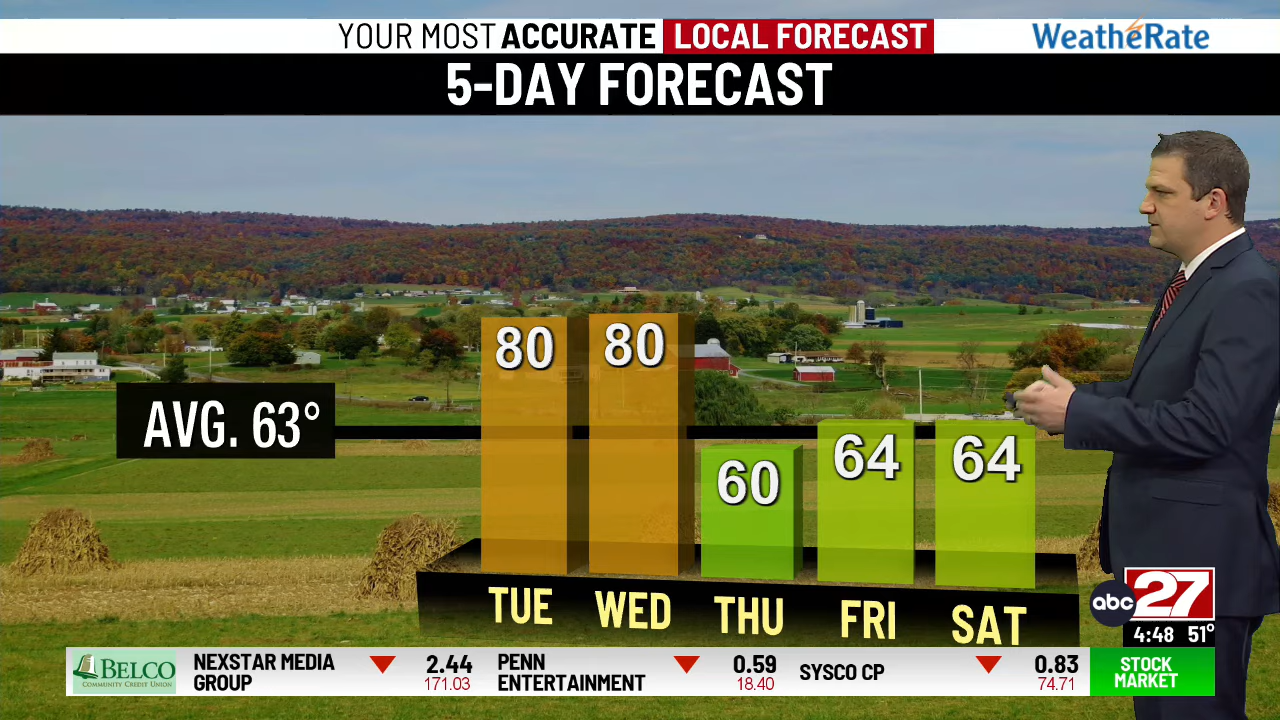 YOUR MOST ACCURATE LOCAL FORECAST
WeatheRate
5-DAY FORECAST
80
80
60
64
64
AVG. 63°
TUE
WED
THU
FRI
SAT
abc 27
4:48 51°
BELCO
COMMUNITY CREDIT UNION
NEXSTAR MEDIA
GROUP
2.44
171.03
PENN
ENTERTAINMENT
0.59
18.40
SYSCO CP
0.83
74.71
STOCK
MARKET